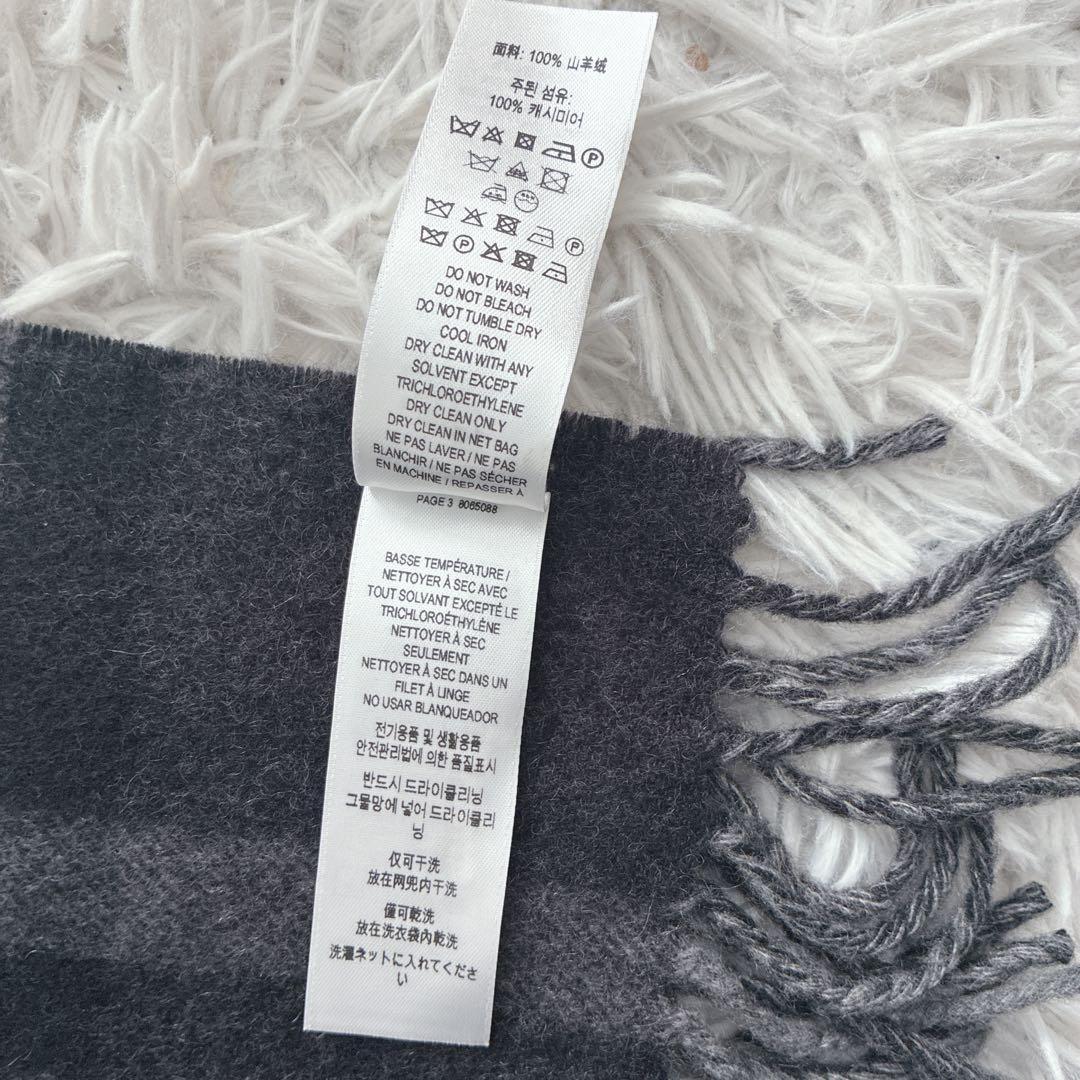 面料: 100% 山羊绒
주된 섬유:
100% 캐시미어
DO NOT WASH
DO NOT BLEACH
DO NOT TUMBLE DRY
COOL IRON
DRY CLEAN WITH ANY
SOLVENT EXCEPT
TRICHLOROETHYLENE
DRY CLEAN ONLY
DRY CLEAN IN NET BAG
NE PAS LAVER / NE PAS
BLANCHIR / NE PAS SÉCHER
EN MACHINE / REPASSER À
PAGE 3 8065088
BASSE TEMPÉRATURE /
NETTOYER À SEC AVEC
TOUT SOLVANT EXCEPTÉ LE
TRICHLOROÉTHYLÈNE
NETTOYER À SEC
SEULEMENT
NETTOYER À SEC DANS UN
FILET À LINGE
NO USAR BLANQUEADOR
전기용품 및 생활용품
안전관리법에 의한 품질표시
반드시 드라이클리닝
그물망에 넣어 드라이클리
닝
仅可干洗
放在网兜内干洗
僅可乾洗
放在洗衣袋內乾洗
洗濯ネットに入れてくださ
い